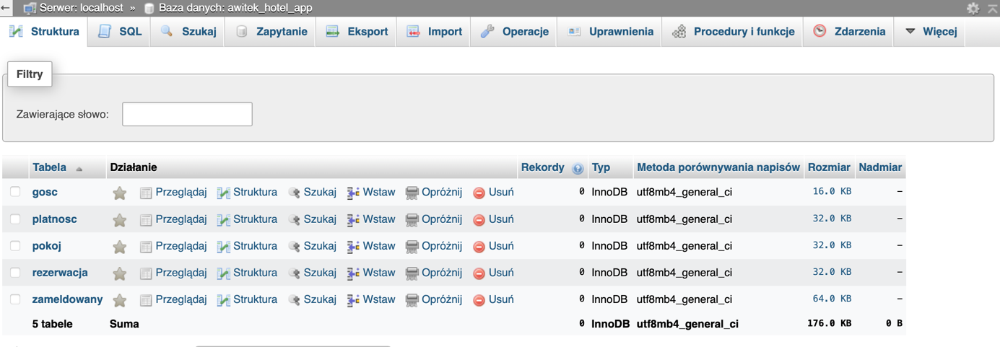 ← Serwer: localhost » Baza danych: awitek_hotel_app
Struktura SQL Szukaj Zapytanie Eksport Import Operacje Uprawnienia Procedury i funkcje Zdarzenia Więcej
Filtry
Zawierające słowo:
Tabela Działanie Rekordy Typ Metoda porównywania napisów Rozmiar Nadmiar
gosc Przeglądaj Struktura Szukaj Wstaw Opróżnij Usuń 0 InnoDB utf8mb4_general_ci 16.0 KB –
platnosc Przeglądaj Struktura Szukaj Wstaw Opróżnij Usuń 0 InnoDB utf8mb4_general_ci 32.0 KB –
pokoj Przeglądaj Struktura Szukaj Wstaw Opróżnij Usuń 0 InnoDB utf8mb4_general_ci 32.0 KB –
rezerwacja Przeglądaj Struktura Szukaj Wstaw Opróżnij Usuń 0 InnoDB utf8mb4_general_ci 32.0 KB –
zameldowany Przeglądaj Struktura Szukaj Wstaw Opróżnij Usuń 0 InnoDB utf8mb4_general_ci 64.0 KB –
5 tabele Suma 0 InnoDB utf8mb4_general_ci 176.0 KB 0 B